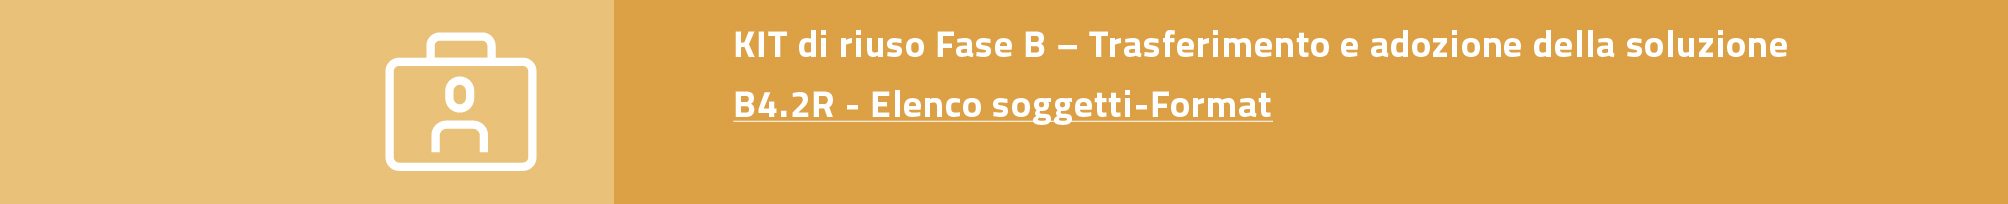 KIT di riuso Fase B – Trasferimento e adozione della soluzione
B4.2R - Elenco soggetti-Format